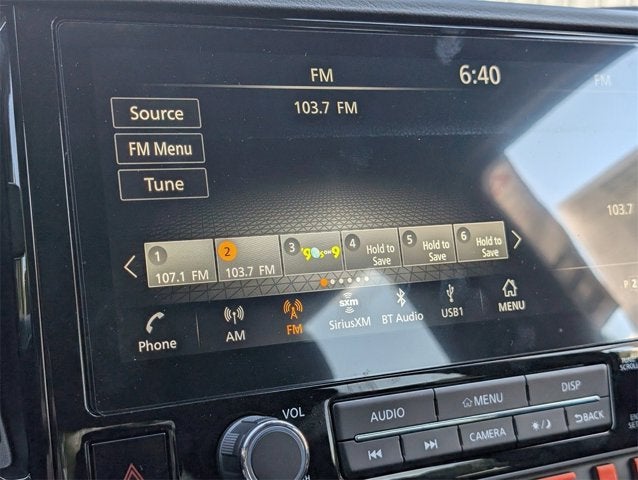 FM
6:40
FM
103.7 FM
Source
FM Menu
Tune
103.7
1
107.1 FM
2
103.7 FM
3
4
Hold to
Save
5
Hold to
Save
6
Hold to
Save
P 2
Phone
AM
FM
sxm
SiriusXM
BT Audio
USB1
MENU
VOL
AUDIO
MENU
DISP
CAMERA
BACK